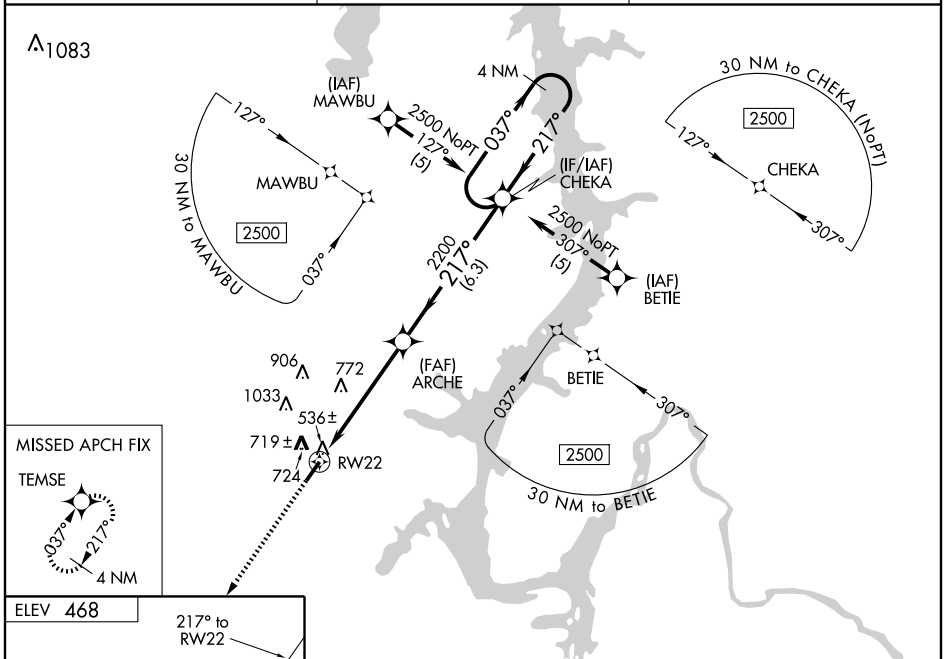 1083
(IAF)
MAWBU
2500 NoPT
127°
(5)
4 NM
037°
217°
(IF/IAF)
CHEKA
30 NM to CHEKA (NoPT)
2500
127°
CHEKA
307°
127°
MAWBU
2500
037°
30 NM to MAWBU
2500 NoPT
307°
(5)
(IAF)
BETIE
2200
217°
(6.3)
(FAF)
ARCHE
906
772
1033
536±
719±
724
RW22
BETIE
037°
307°
2500
30 NM to BETIE
MISSED APCH FIX
TEMSE
037°
217°
4 NM
ELEV 468
217° to
RW22